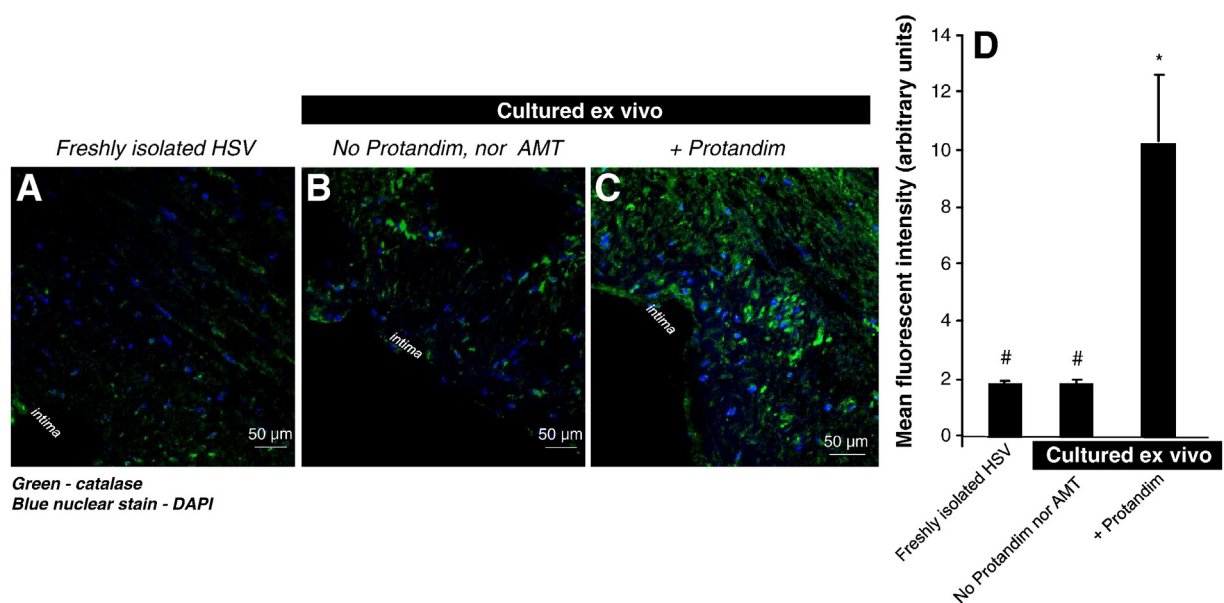 Cultured ex vivo
Freshly isolated HSV
No Protandim, nor AMT
+ Protandim
A
B
C
intima
intima
intima
50 µm
50 µm
50 µm
Green - catalase
Blue nuclear stain - DAPI
D
Mean fluorescent intensity (arbitrary units)
14
12
10
8
6
4
2
0
#
#
*
Cultured ex vivo
Freshly isolated HSV
No Protandim nor AMT
+ Protandim